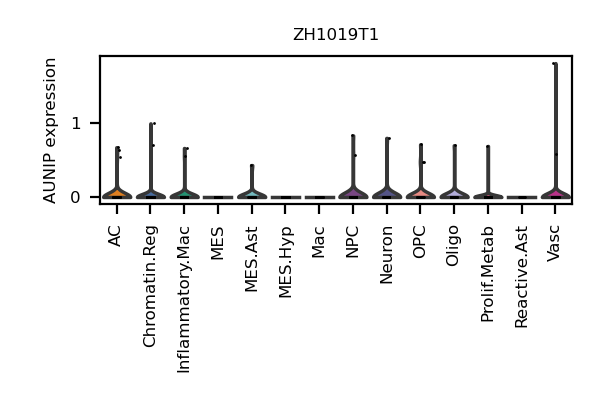 ZH1019T1
AUNIP expression
1
0
AC
Chromatin.Reg
Inflammatory.Mac
MES
MES.Ast
MES.Hyp
Mac
NPC
Neuron
OPC
Oligo
Prolif.Metab
Reactive.Ast
Vasc